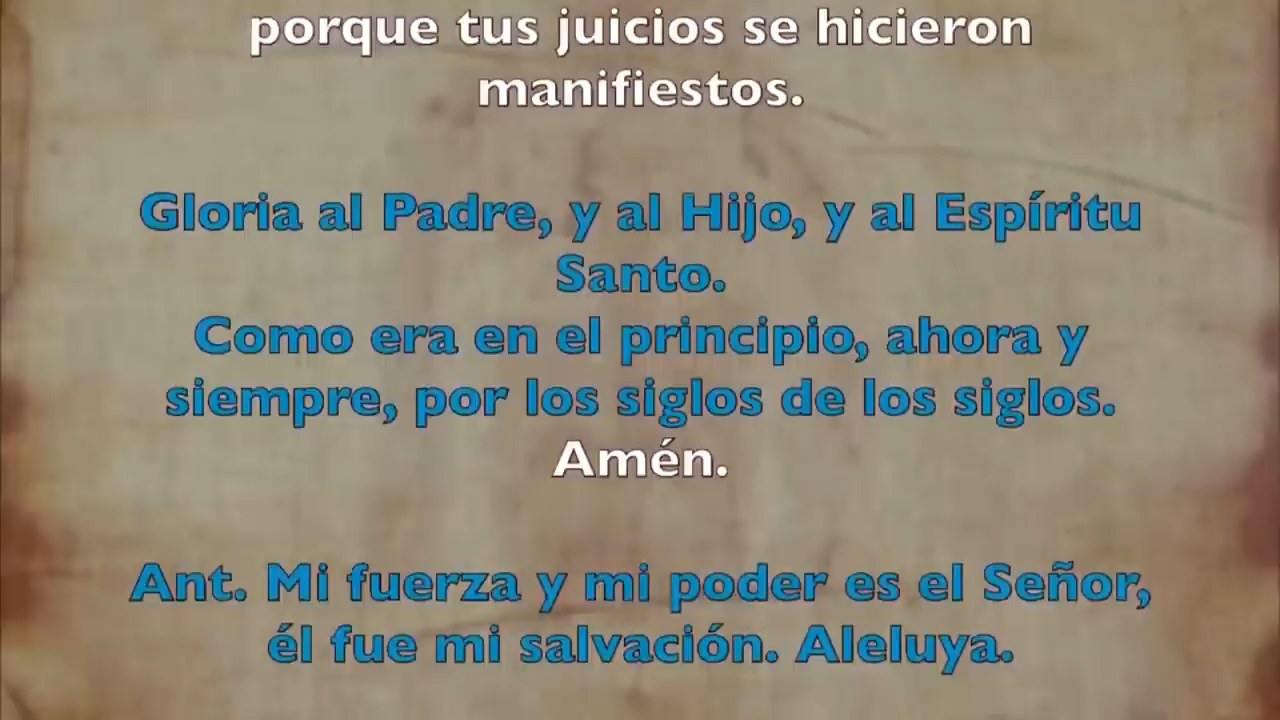 porque tus juicios se hicieron
manifiestos.
Gloria al Padre, y al Hijo, y al Espíritu
Santo.
Como era en el principio, ahora y
siempre, por los siglos de los siglos.
Amén.
Ant. Mi fuerza y mi poder es el Señor,
él fue mi salvación. Aleluya.